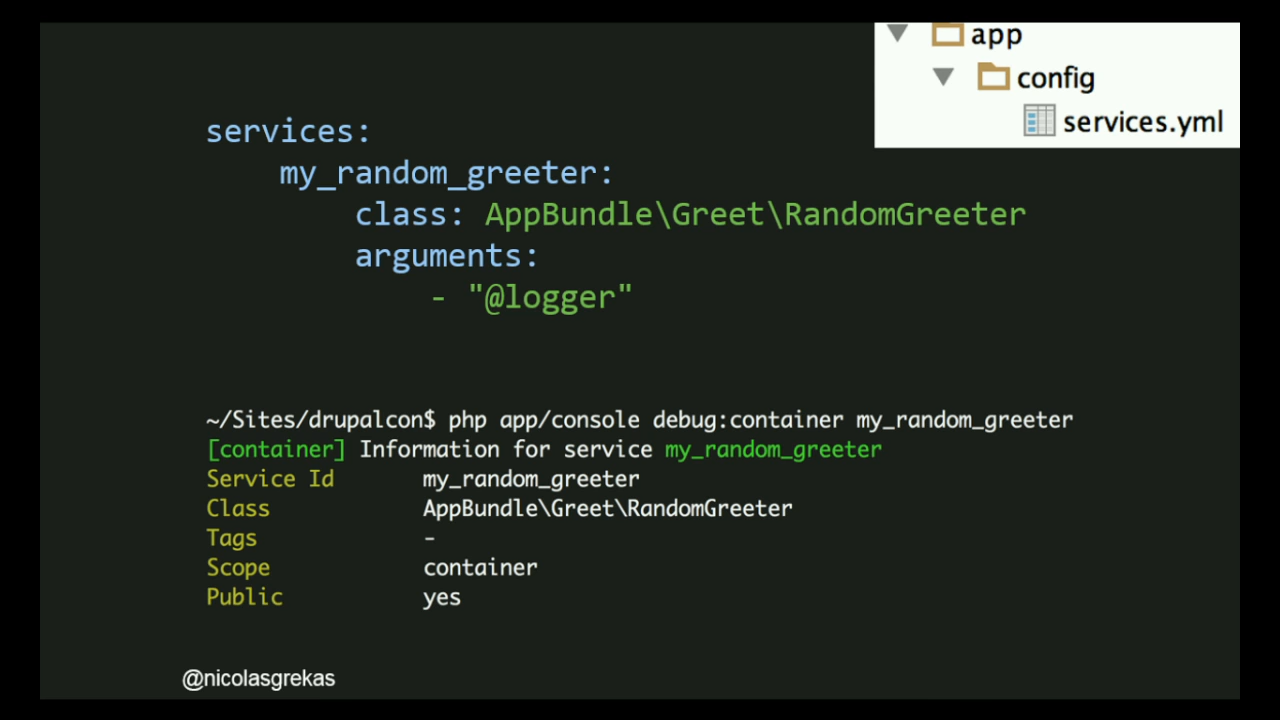 app
config
services.yml
services:
my_random_greeter:
class: AppBundle\Greet\RandomGreeter
arguments:
- "@logger"
~/Sites/drupalcon$ php app/console debug:container my_random_greeter
[container] Information for service my_random_greeter
Service Id my_random_greeter
Class AppBundle\Greet\RandomGreeter
Tags -
Scope container
Public yes
@nicolasgrekas